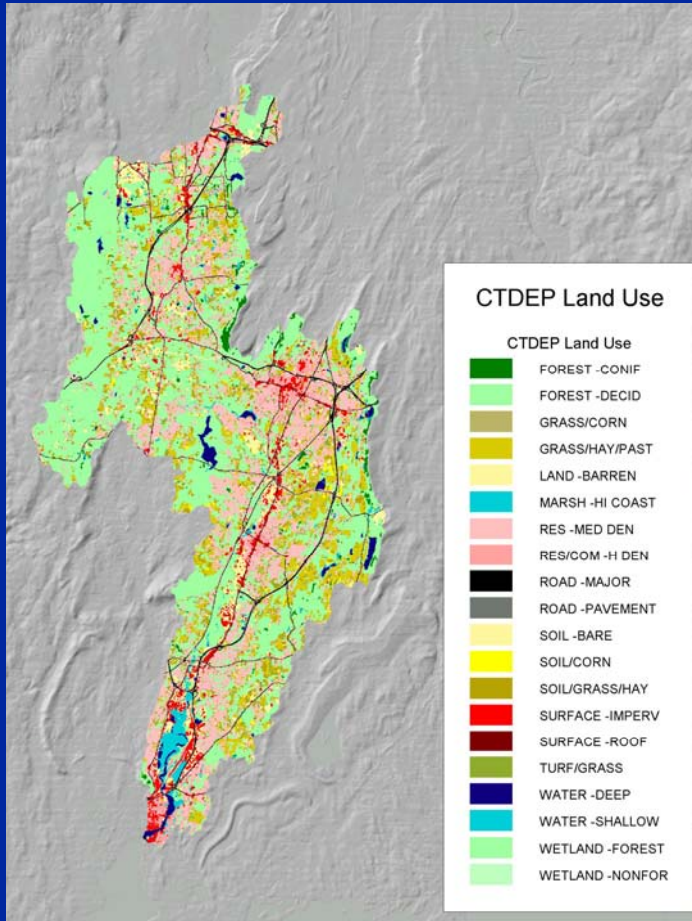 CTDEP Land Use
CTDEP Land Use
FOREST -CONIF
FOREST -DECID
GRASS/CORN
GRASS/HAY/PAST
LAND -BARREN
MARSH -HI COAST
RES -MED DEN
RES/COM -H DEN
ROAD -MAJOR
ROAD -PAVEMENT
SOIL -BARE
SOIL/CORN
SOIL/GRASS/HAY
SURFACE -IMPERV
SURFACE -ROOF
TURF/GRASS
WATER -DEEP
WATER -SHALLOW
WETLAND -FOREST
WETLAND -NONFOR